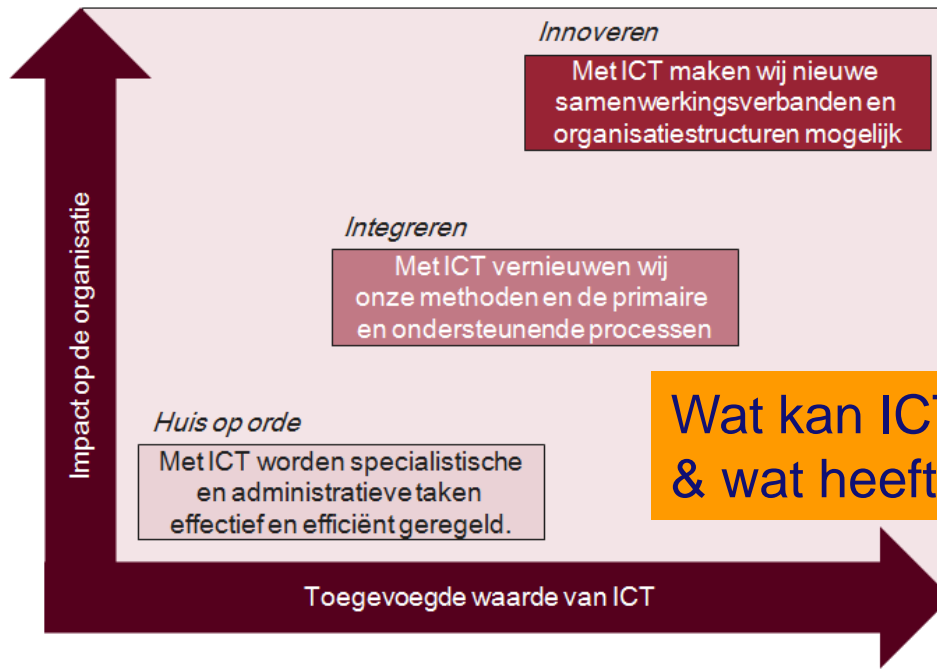 Innoveren
Met ICT maken wij nieuwe
samenwerkingsverbanden en
organisatiestructuren mogelijk
Impact op de organisatie
Integreren
Met ICT vernieuwen wij
onze methoden en de primaire
en ondersteunende processen
Huis op orde
Met ICT worden specialistische
en administratieve taken
effectief en efficiënt geregeld.
Wat kan ICT
& wat heeft
Toegevoegde waarde van ICT